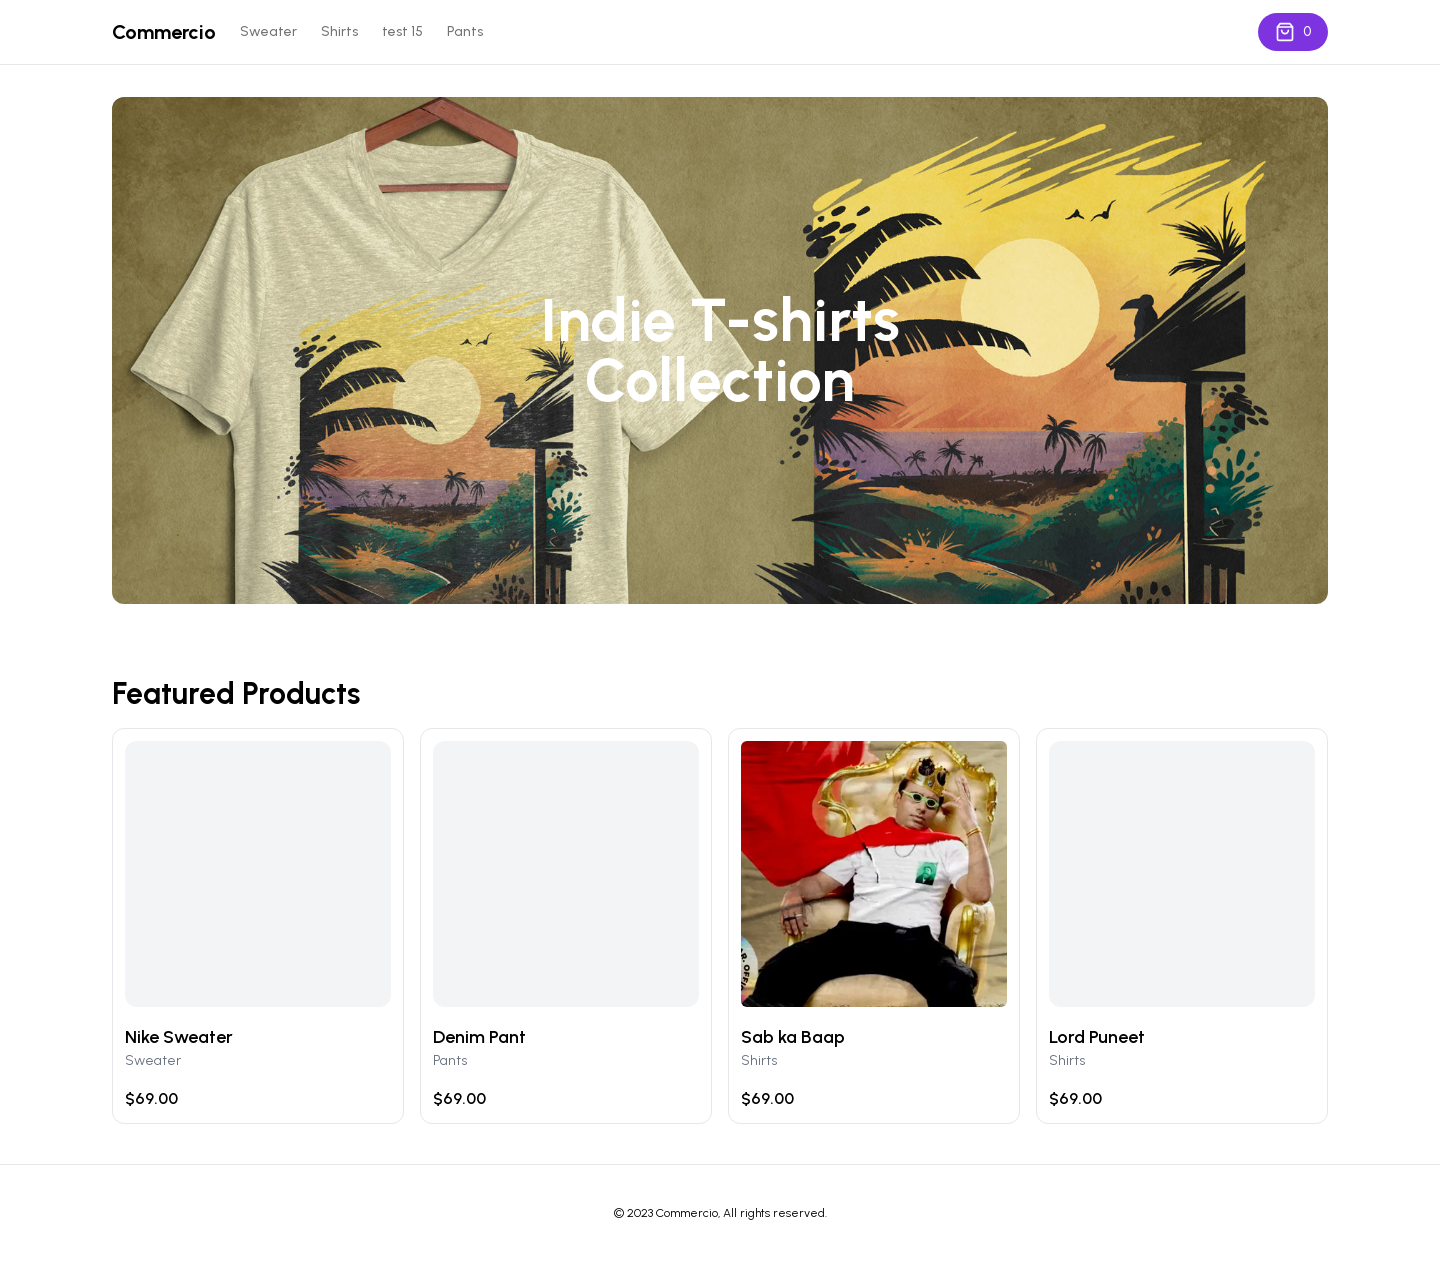 Commercio
Sweater
Shirts
test 15
Pants
0
Indie T-shirts
Collection
Featured Products
Nike Sweater
Sweater
$69.00
Denim Pant
Pants
$69.00
Sab ka Baap
Shirts
$69.00
Lord Puneet
Shirts
$69.00
© 2023 Commercio, All rights reserved.